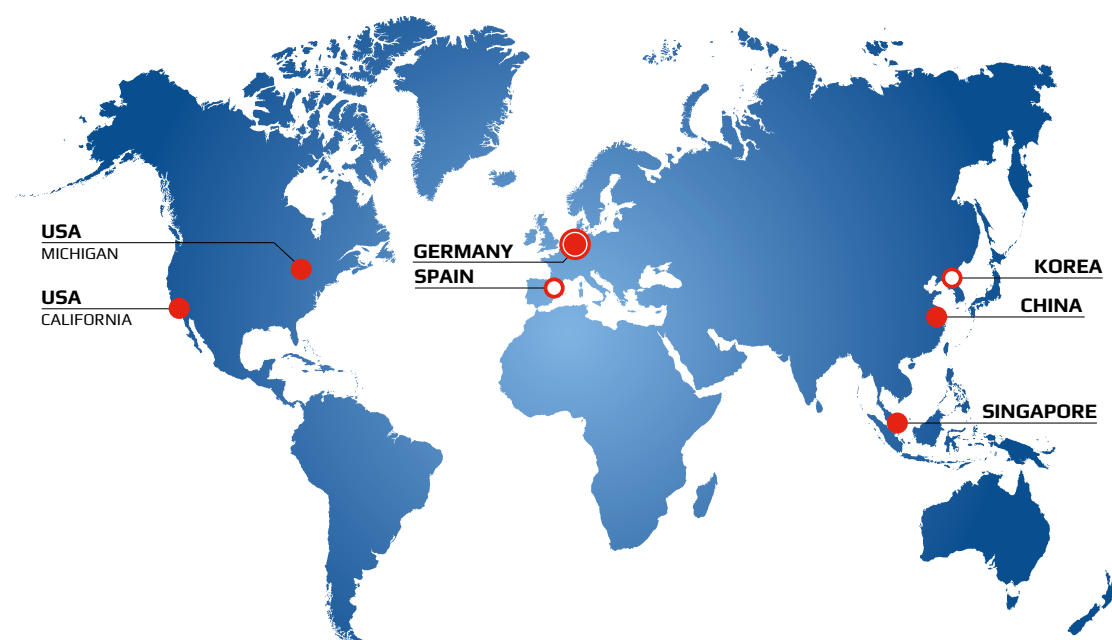 USA
MICHIGAN
USA
CALIFORNIA
GERMANY
SPAIN
KOREA
CHINA
SINGAPORE